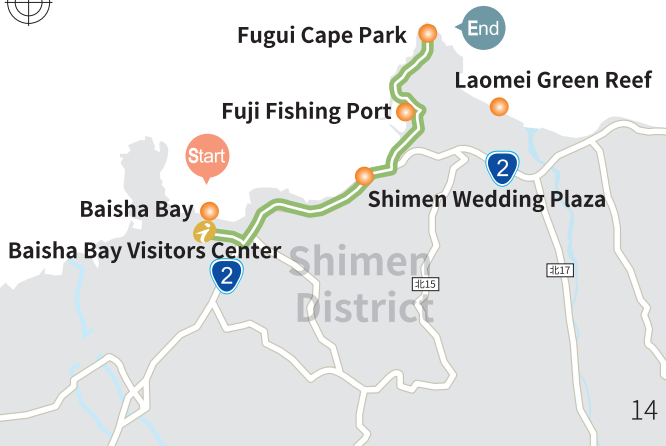 Fugui Cape Park
End
Laomei Green Reef
Fuji Fishing Port
Start
2
Shimen Wedding Plaza
Baisha Bay
Baisha Bay Visitors Center
2
Shimen
District
北15
北17
14